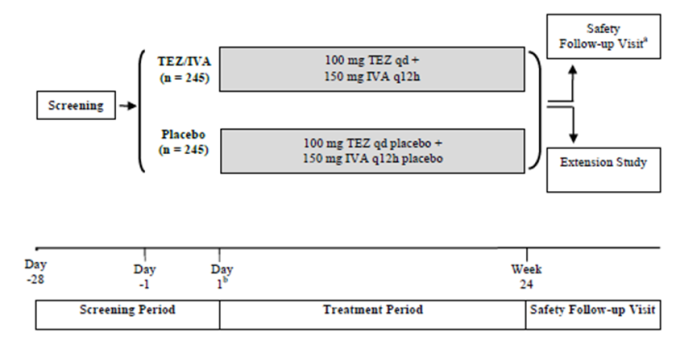 Safety
Follow-up Visitᵃ
TEZ/IVA
(n = 245)
100 mg TEZ qd +
150 mg IVA q12h
Screening
Placebo
(n = 245)
100 mg TEZ qd placebo +
150 mg IVA q12h placebo
Extension Study
Day
-28
Day
-1
Day
1ᵇ
Week
24
Screening Period
Treatment Period
Safety Follow-up Visit